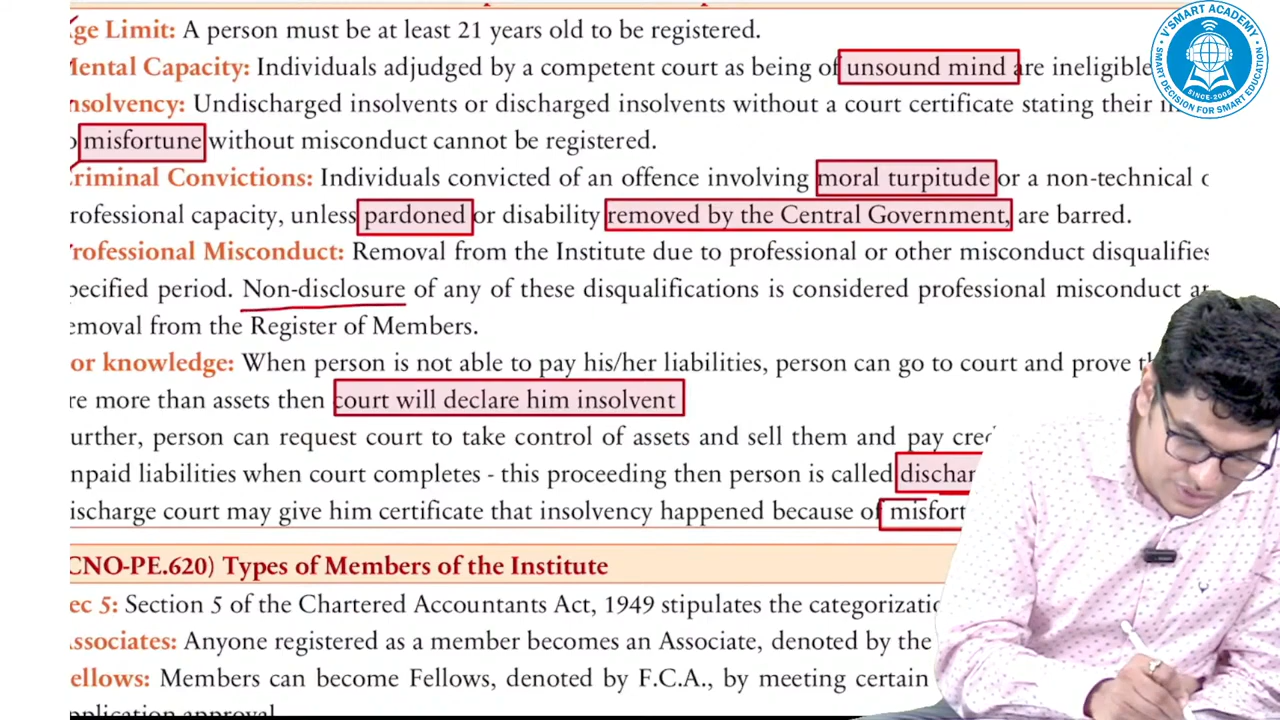 ge Limit: A person must be at least 21 years old to be registered.
ental Capacity: Individuals adjudged by a competent court as being of unsound mind are ineligible
nsolvency: Undischarged insolvents or discharged insolvents without a court certificate stating their
misfortune without misconduct cannot be registered.
riminal Convictions: Individuals convicted of an offence involving moral turpitude or a non-technical
rofessional capacity, unless pardoned or disability removed by the Central Government, are barred.
rofessional Misconduct: Removal from the Institute due to professional or other misconduct disqualifies
pecified period. Non-disclosure of any of these disqualifications is considered professional misconduct
emoval from the Register of Members.
or knowledge: When person is not able to pay his/her liabilities, person can go to court and prove
re more than assets then court will declare him insolvent
urther, person can request court to take control of assets and sell them and pay cred
npaid liabilities when court completes - this proceeding then person is called dischar
ischarge court may give him certificate that insolvency happened because of misfort
CNO-PE.620) Types of Members of the Institute
ec 5: Section 5 of the Chartered Accountants Act, 1949 stipulates the categorizatio
ssociates: Anyone registered as a member becomes an Associate, denoted by the
ellows: Members can become Fellows, denoted by F.C.A., by meeting certain
pplication approval.
V'SMART ACADEMY
SINCE-2005
SMART DECISION FOR SMART EDUCATION